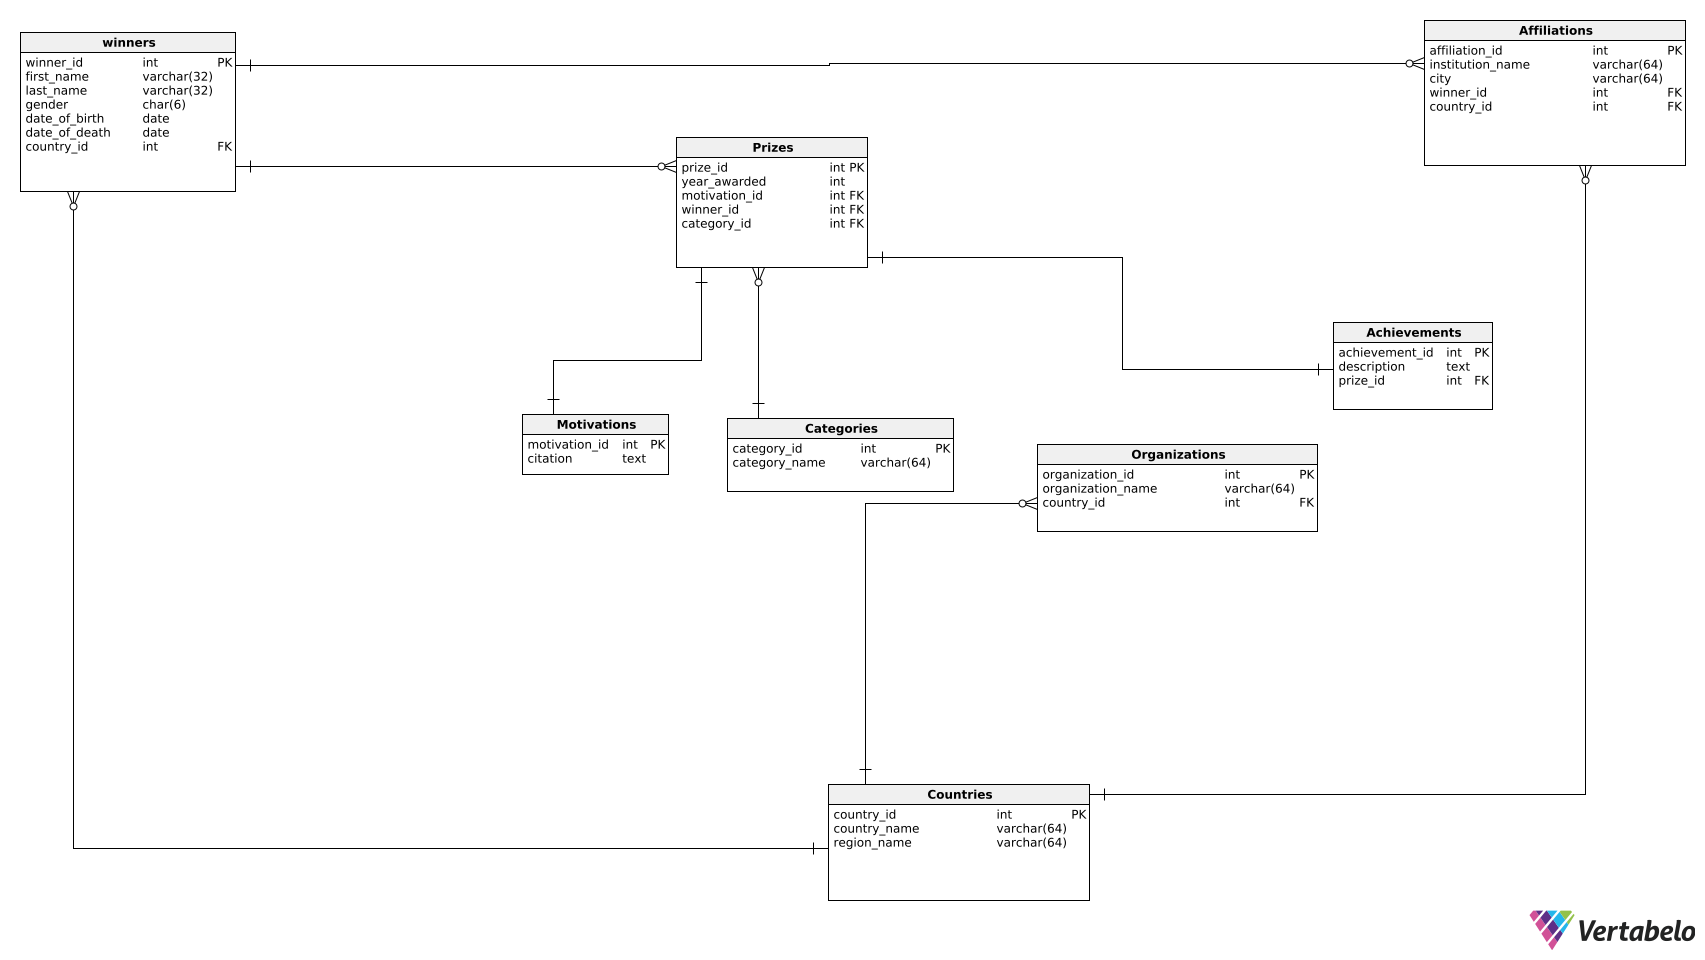 winners
winner_id int PK
first_name varchar(32)
last_name varchar(32)
gender char(6)
date_of_birth date
date_of_death date
country_id int FK
Affiliations
affiliation_id int PK
institution_name varchar(64)
city varchar(64)
winner_id int FK
country_id int FK
Prizes
prize_id int PK
year_awarded int
motivation_id int FK
winner_id int FK
category_id int FK
Achievements
achievement_id int PK
description text
prize_id int FK
Motivations
motivation_id int PK
citation text
Categories
category_id int PK
category_name varchar(64)
Organizations
organization_id int PK
organization_name varchar(64)
country_id int FK
Countries
country_id int PK
country_name varchar(64)
region_name varchar(64)
Vertabelo